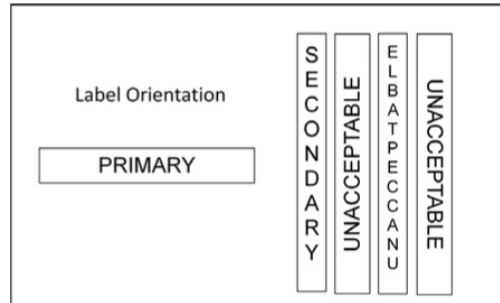 Label Orientation
PRIMARY
SECONDARY
UNACCEPTABLE
ELBATPECCANU
UNACCEPTABLE